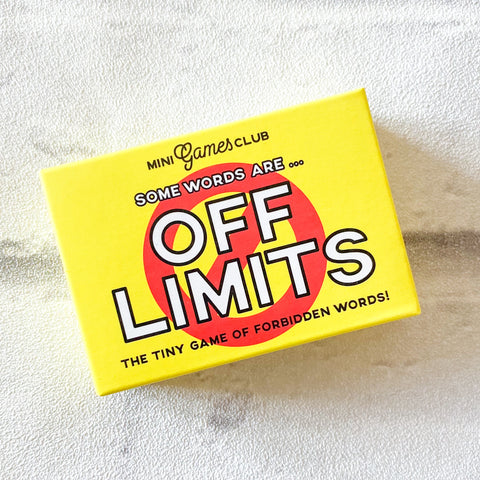 MINI Games CLUB
SOME WORDS ARE ...
OFF
LIMITS
THE TINY GAME OF FORBIDDEN WORDS!